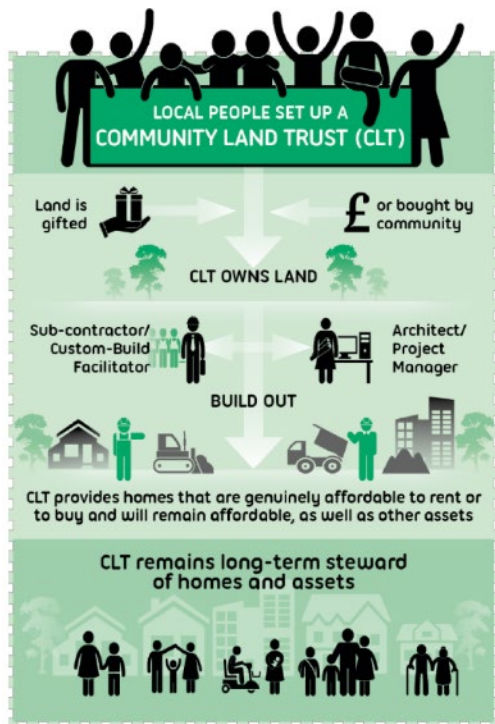 LOCAL PEOPLE SET UP A
COMMUNITY LAND TRUST (CLT)
Land is
gifted
£ or bought by
community
CLT OWNS LAND
Sub-contractor/
Custom-Build
Facilitator
Architect/
Project
Manager
BUILD OUT
CLT provides homes that are genuinely affordable to rent or
to buy and will remain affordable, as well as other assets
CLT remains long-term steward
of homes and assets